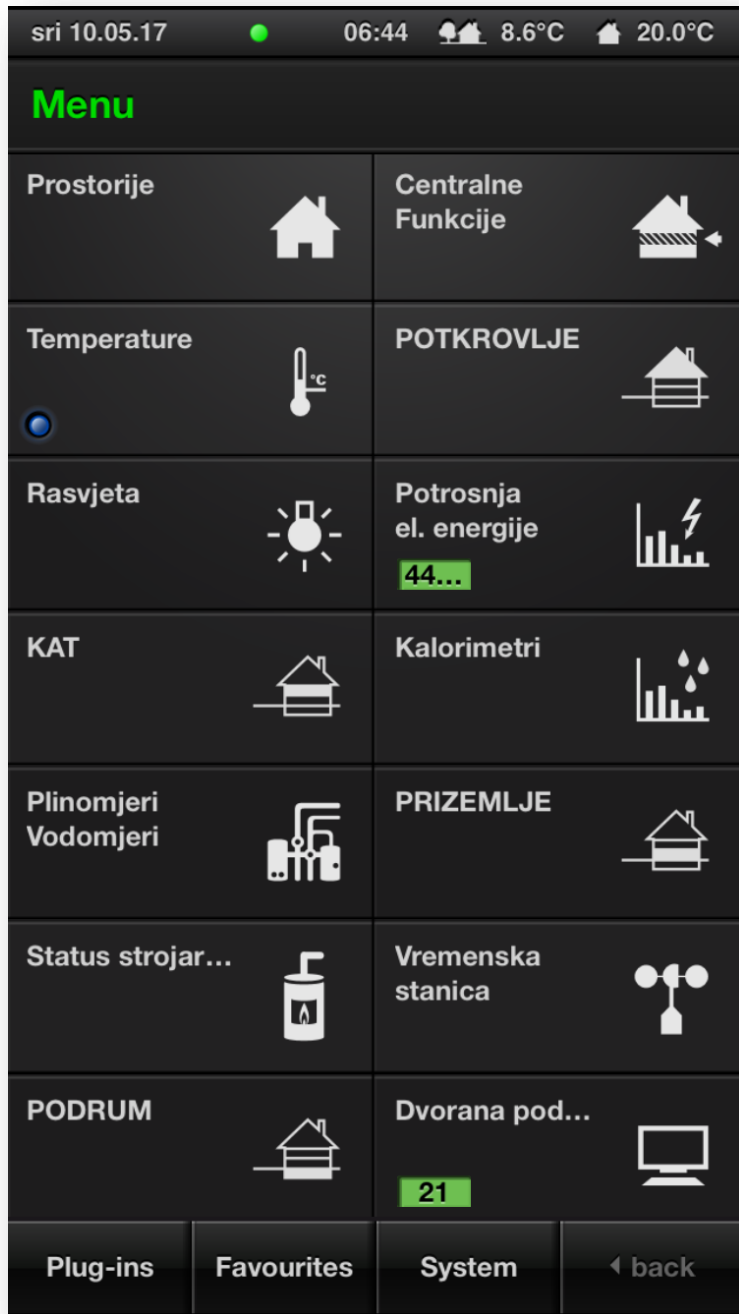 sri 10.05.17 06:44 8.6°C 20.0°C
Menu
Prostorije
Centralne
Funkcije
Temperature
°C
POTKROVLJE
Rasvjeta
Potrosnja
el. energije
44...
KAT
Kalorimetri
Plinomjeri
Vodomjeri
PRIZEMLJE
Status strojar...
Vremenska
stanica
PODRUM
Dvorana pod...
21
Plug-ins Favourites System back